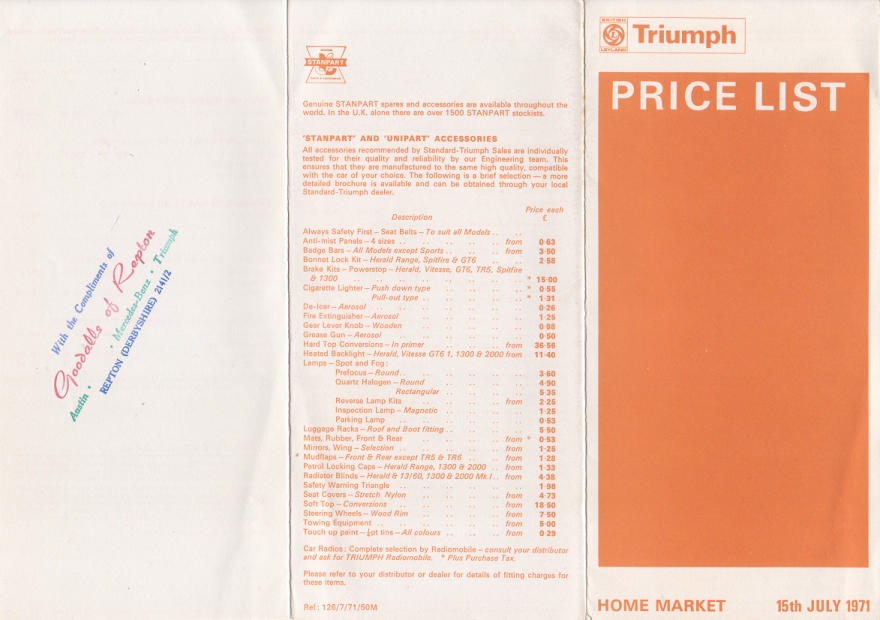 With the Compliments of
Goodalls of Repton
Austin · · Mercedes-Benz · Triumph
REPTON (DERBYSHIRE) 2141/2
STANPART
Genuine STANPART spares and accessories are available throughout the
world. In the U.K. alone there are over 1500 STANPART stockists.
'STANPART' AND 'UNIPART' ACCESSORIES
All accessories recommended by Standard-Triumph Sales are individually
tested for their quality and reliability by our Engineering team. This
ensures that they are manufactured to the same high quality, compatible
with the car of your choice. The following is a brief selection — a more
detailed brochure is available and can be obtained through your local
Standard-Triumph dealer.
Price each
Description £
Always Safety First – Seat Belts – To suit all Models .. ..
Anti-mist Panels – 4 sizes .. .. .. .. .. from 0·63
Badge Bars – All Models except Sports .. .. .. from 3·50
Bonnet Lock Kit – Herald Range, Spitfire & GT6 .. .. 2·58
Brake Kits – Powerstop – Herald, Vitesse, GT6, TR5, Spitfire
& 1300 .. .. .. .. .. .. .. * 15·00
Cigarette Lighter – Push down type .. .. .. .. * 0·55
Pull-out type .. .. .. .. .. * 1·31
De-Icer – Aerosol .. .. .. .. .. .. 0·26
Fire Extinguisher – Aerosol .. .. .. .. .. 1·25
Gear Lever Knob – Wooden .. .. .. .. .. 0·88
Grease Gun – Aerosol .. .. .. .. .. .. 0·50
Hard Top Conversions – In primer .. .. .. from 36·56
Heated Backlight – Herald, Vitesse GT6 1, 1300 & 2000 from 11·40
Lamps – Spot and Fog:
Prefocus – Round .. .. .. .. .. 3·60
Quartz Halogen – Round .. .. .. .. 4·90
Rectangular .. .. .. .. 5·35
Reverse Lamp Kits .. .. .. .. from 2·25
Inspection Lamp – Magnetic .. .. .. .. 1·25
Parking Lamp .. .. .. .. .. .. 0·53
Luggage Racks – Roof and Boot fitting .. .. .. .. 5·50
Mats, Rubber, Front & Rear .. .. .. .. from * 0·53
Mirrors, Wing – Selection .. .. .. .. .. from 1·25
* Mudflaps – Front & Rear except TR5 & TR6 .. .. from 1·28
Petrol Locking Caps – Herald Range, 1300 & 2000 .. .. from 1·33
Radiator Blinds – Herald & 13/60, 1300 & 2000 Mk.I .. from 4·38
Safety Warning Triangle .. .. .. .. .. .. 1·98
Seat Covers – Stretch Nylon .. .. .. .. from 4·73
Soft Top – Conversions .. .. .. .. .. from 18·50
Steering Wheels – Wood Rim .. .. .. .. from 7·50
Towing Equipment .. .. .. .. .. .. from 5·00
Touch up paint – ¼pt tins – All colours .. .. .. from 0·29
Car Radios: Complete selection by Radiomobile – consult your distributor
and ask for TRIUMPH Radiomobile. * Plus Purchase Tax.
Please refer to your distributor or dealer for details of fitting charges for
these items.
Ref: 126/7/71/50M
BRITISH
LEYLAND
Triumph
PRICE LIST
HOME MARKET 15th JULY 1971